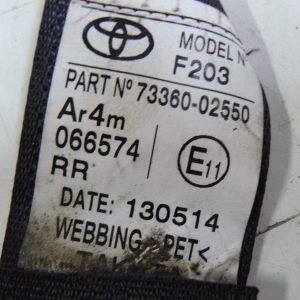 MODEL N
F203
PART Nº 73360-02550
Ar4m
066574
RR
E11
DATE: 130514
WEBBING PET<